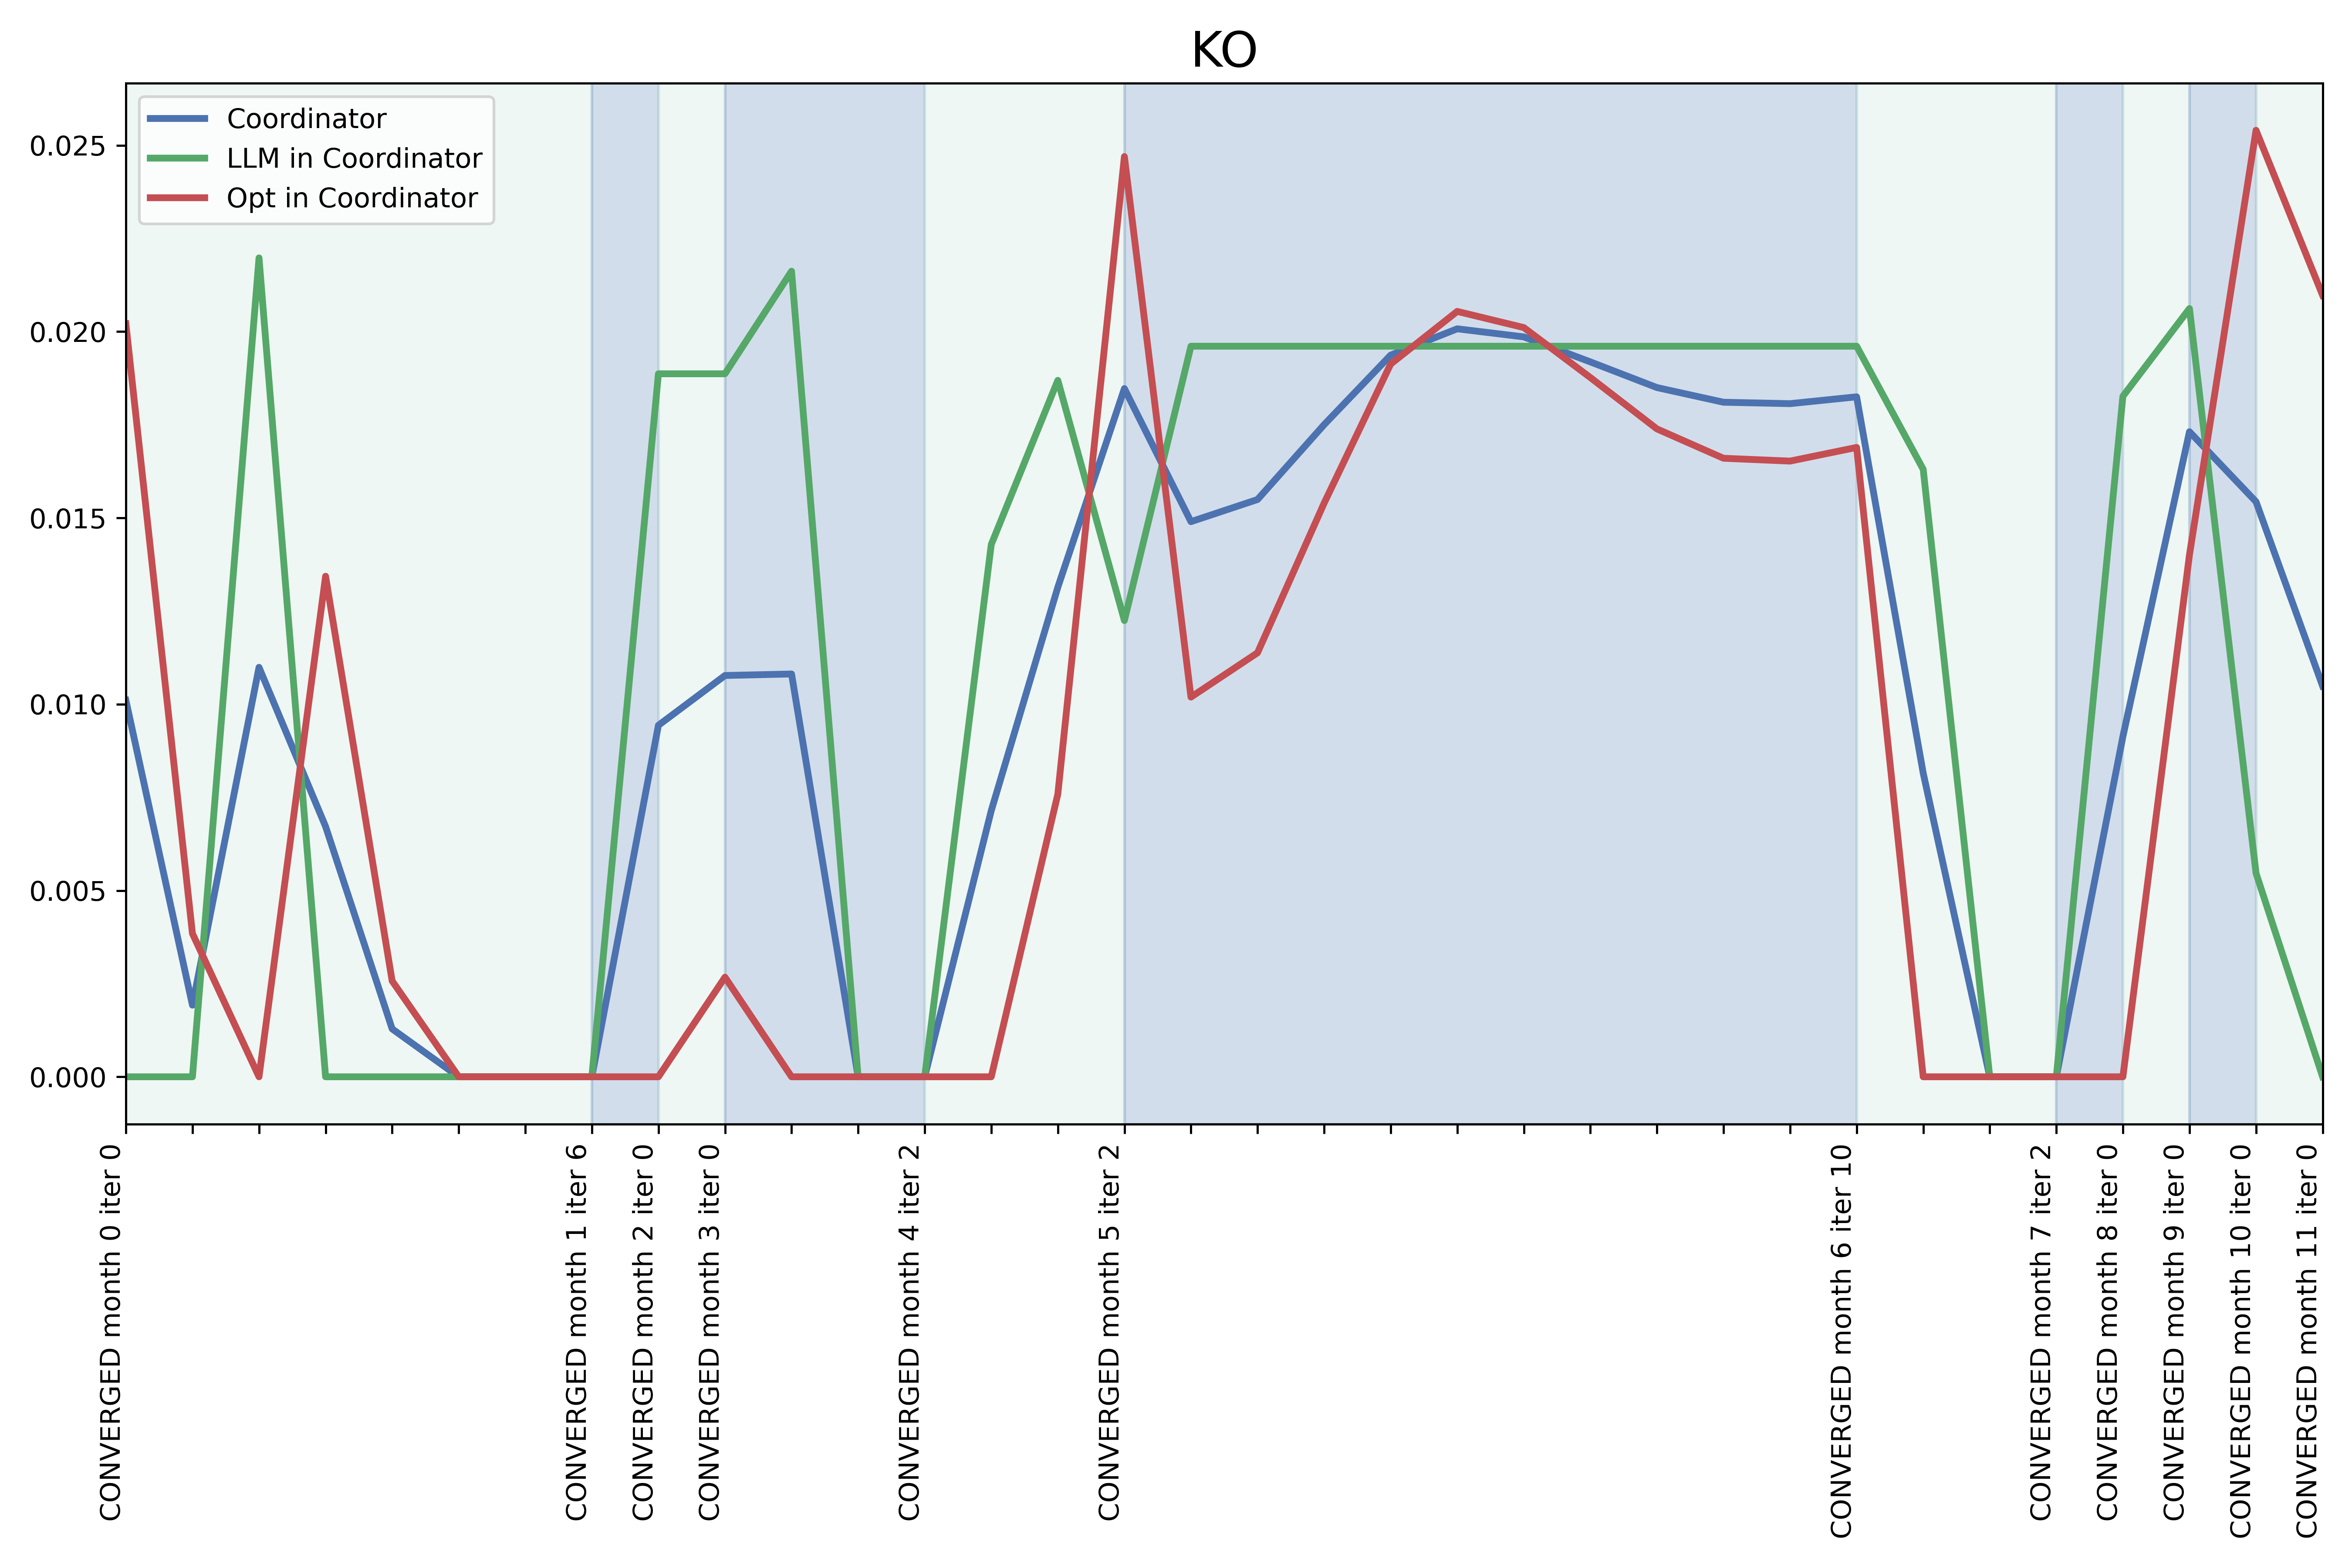 KO
Coordinator
LLM in Coordinator
Opt in Coordinator
0.025
0.020
0.015
0.010
0.005
0.000
CONVERGED month 0 iter 0
CONVERGED month 1 iter 6
CONVERGED month 2 iter 0
CONVERGED month 3 iter 0
CONVERGED month 4 iter 2
CONVERGED month 5 iter 2
CONVERGED month 6 iter 10
CONVERGED month 7 iter 2
CONVERGED month 8 iter 0
CONVERGED month 9 iter 0
CONVERGED month 10 iter 0
CONVERGED month 11 iter 0